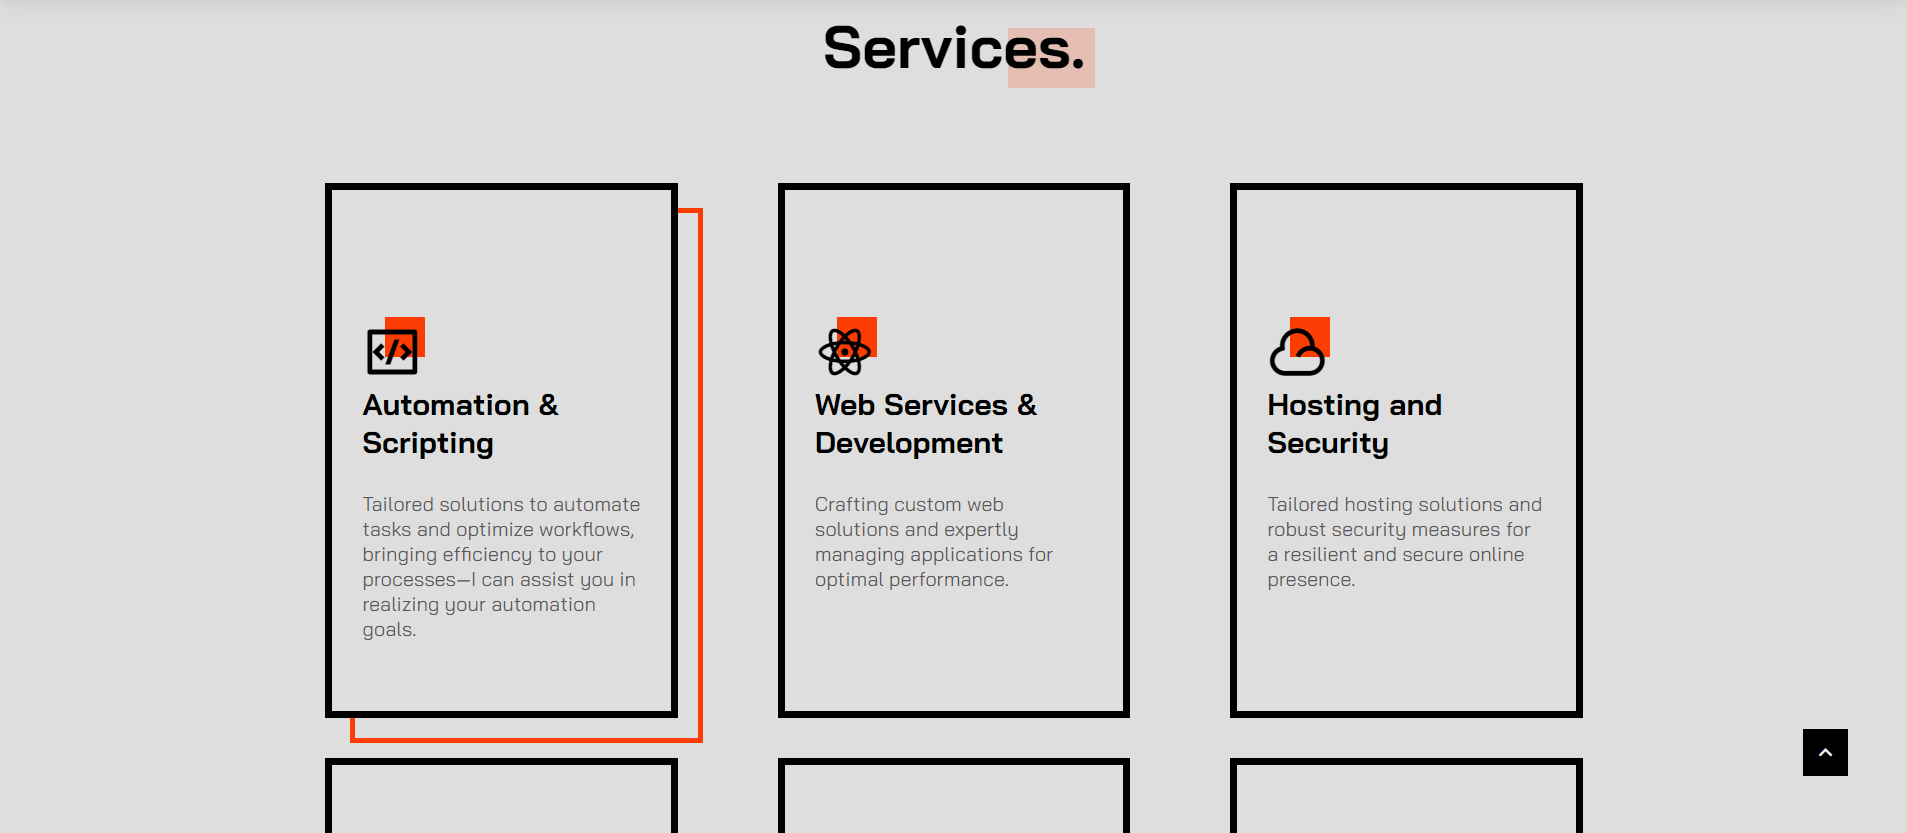 Services.
</>
Automation &
Scripting
Tailored solutions to automate
tasks and optimize workflows,
bringing efficiency to your
processes—I can assist you in
realizing your automation
goals.
Web Services &
Development
Crafting custom web
solutions and expertly
managing applications for
optimal performance.
Hosting and
Security
Tailored hosting solutions and
robust security measures for
a resilient and secure online
presence.